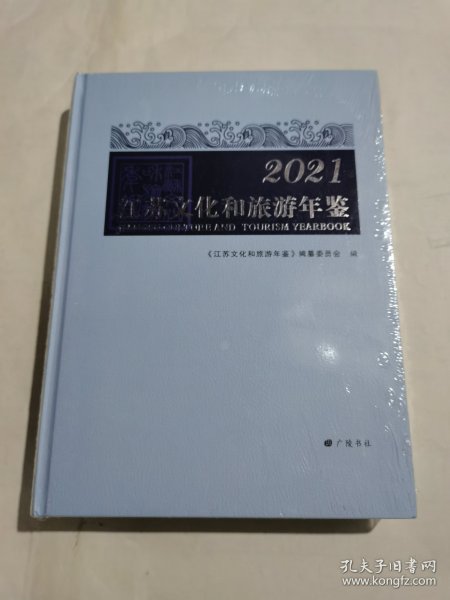 2021
江苏文化和旅游年鉴
AND TOURISM YEARBOOK
《江苏文化和旅游年鉴》编纂委员会 编
广陵书社
孔夫子旧书网
www.kongfz.com